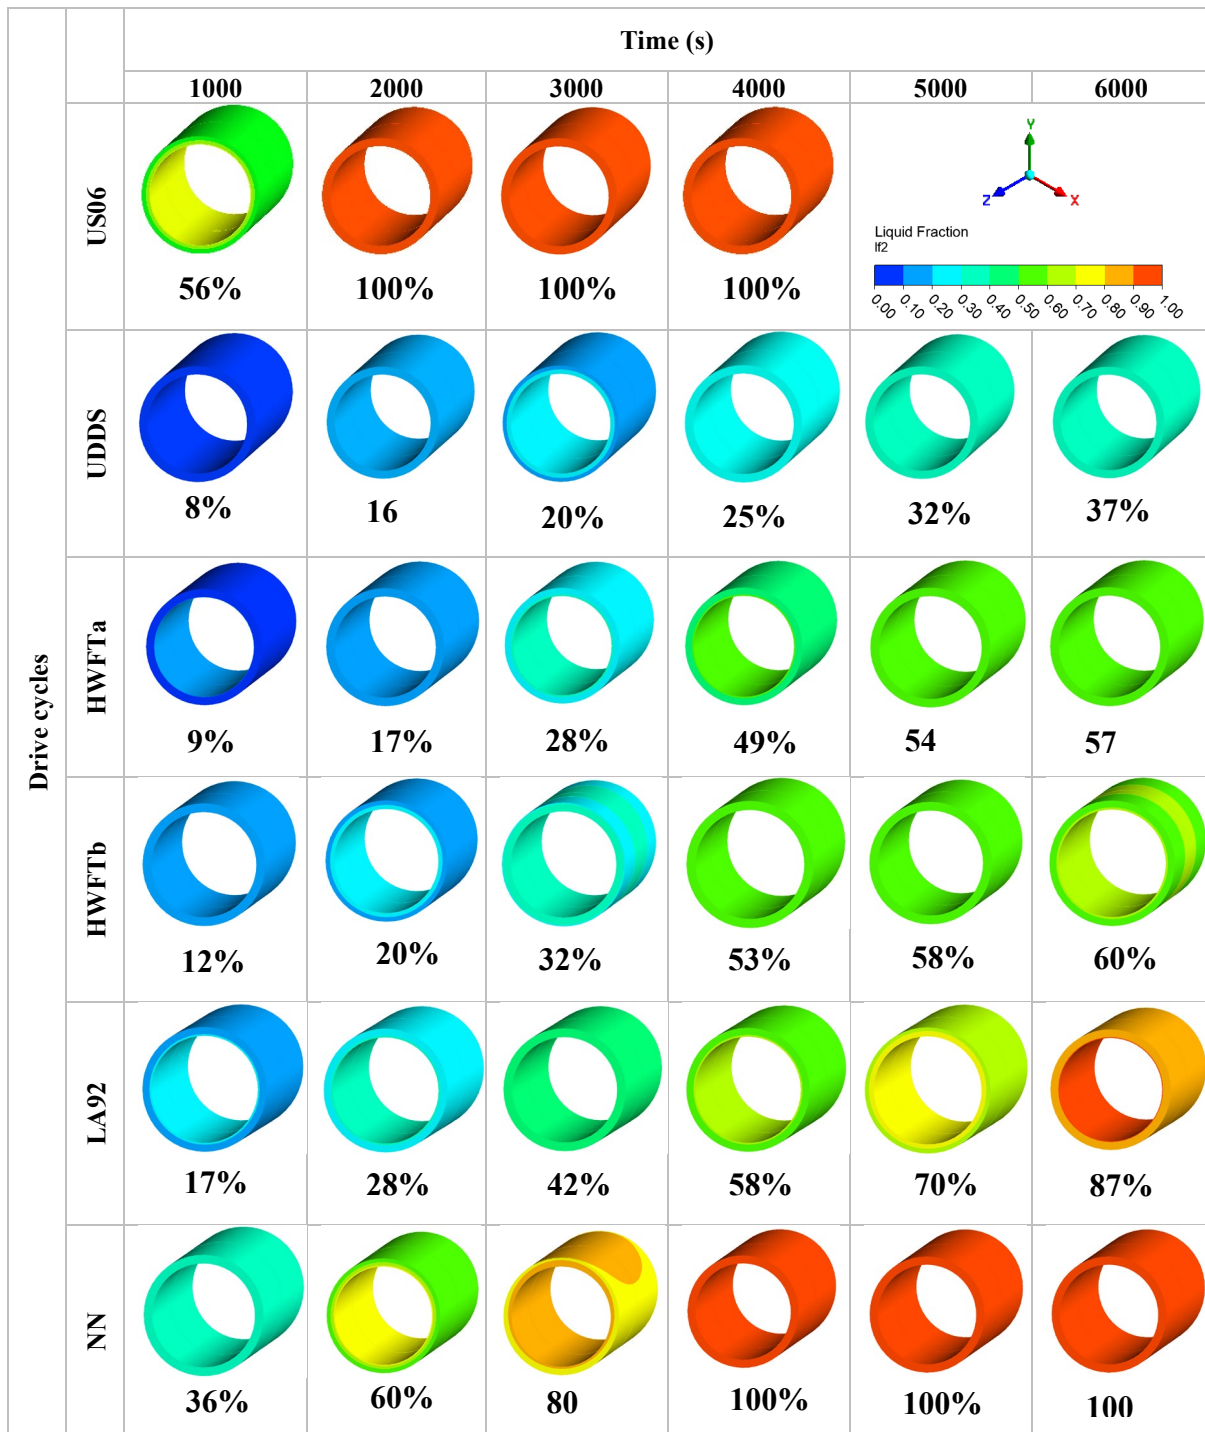 Time (s)
1000 2000 3000 4000 5000 6000
Drive cycles
US06
56% 100% 100% 100%
Y
Z X
Liquid Fraction
lf2
0.00 0.10 0.20 0.30 0.40 0.50 0.60 0.70 0.80 0.90 1.00
UDDS
8% 16 20% 25% 32% 37%
HWFTa
9% 17% 28% 49% 54 57
HWFTb
12% 20% 32% 53% 58% 60%
LA92
17% 28% 42% 58% 70% 87%
NN
36% 60% 80 100% 100% 100